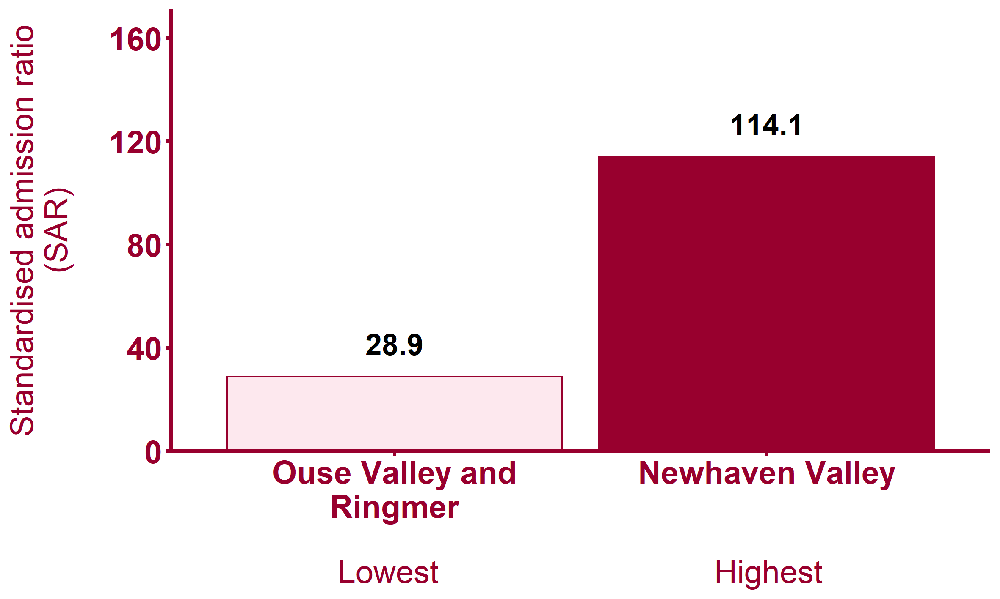 Standardised admission ratio
(SAR)
160
120
80
40
0
114.1
28.9
Ouse Valley and
Ringmer
Newhaven Valley
Lowest
Highest